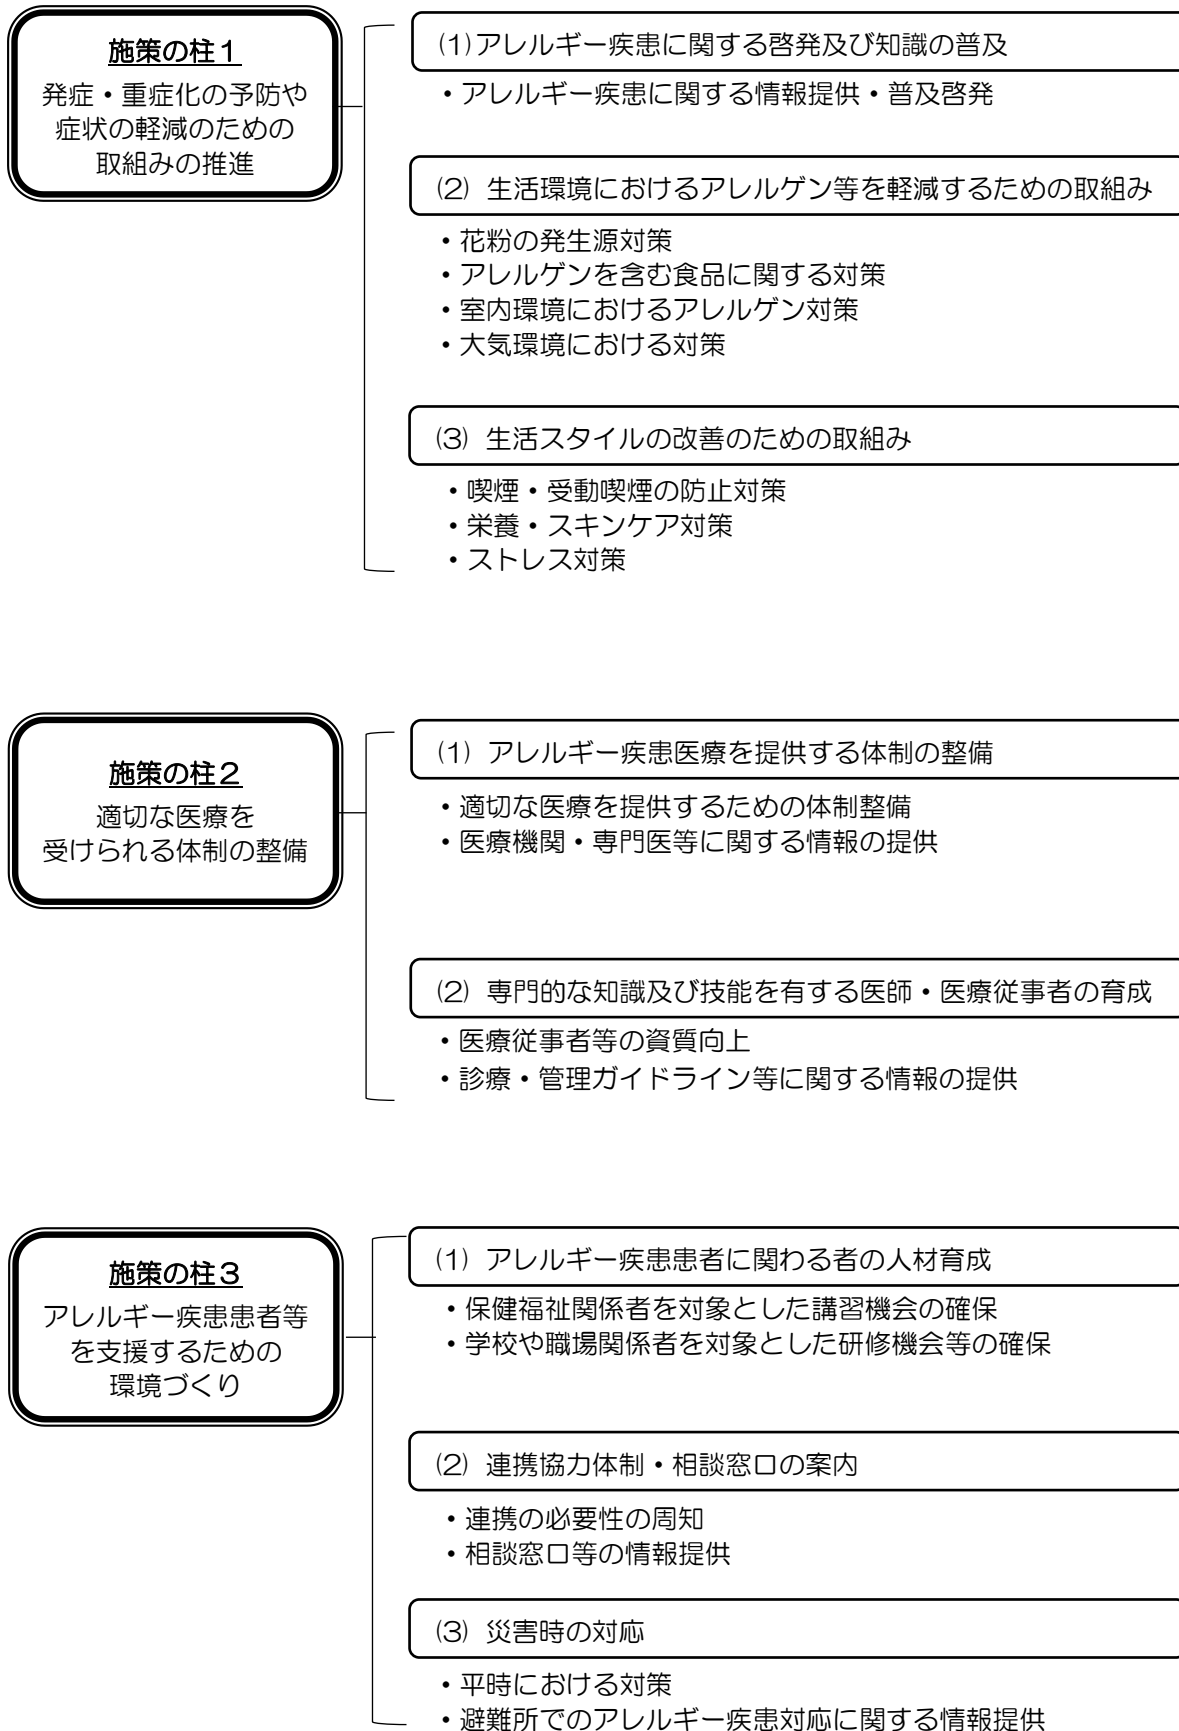 施策の柱１
発症・重症化の予防や
症状の軽減のための
取組みの推進
(1)アレルギー疾患に関する啓発及び知識の普及
・アレルギー疾患に関する情報提供・普及啓発
(2) 生活環境におけるアレルゲン等を軽減するための取組み
・花粉の発生源対策
・アレルゲンを含む食品に関する対策
・室内環境におけるアレルゲン対策
・大気環境における対策
(3) 生活スタイルの改善のための取組み
・喫煙・受動喫煙の防止対策
・栄養・スキンケア対策
・ストレス対策
施策の柱２
適切な医療を
受けられる体制の整備
(1) アレルギー疾患医療を提供する体制の整備
・適切な医療を提供するための体制整備
・医療機関・専門医等に関する情報の提供
(2) 専門的な知識及び技能を有する医師・医療従事者の育成
・医療従事者等の資質向上
・診療・管理ガイドライン等に関する情報の提供
施策の柱３
アレルギー疾患患者等
を支援するための
環境づくり
(1) アレルギー疾患患者に関わる者の人材育成
・保健福祉関係者を対象とした講習機会の確保
・学校や職場関係者を対象とした研修機会等の確保
(2) 連携協力体制・相談窓口の案内
・連携の必要性の周知
・相談窓口等の情報提供
(3) 災害時の対応
・平時における対策
・避難所でのアレルギー疾患対応に関する情報提供